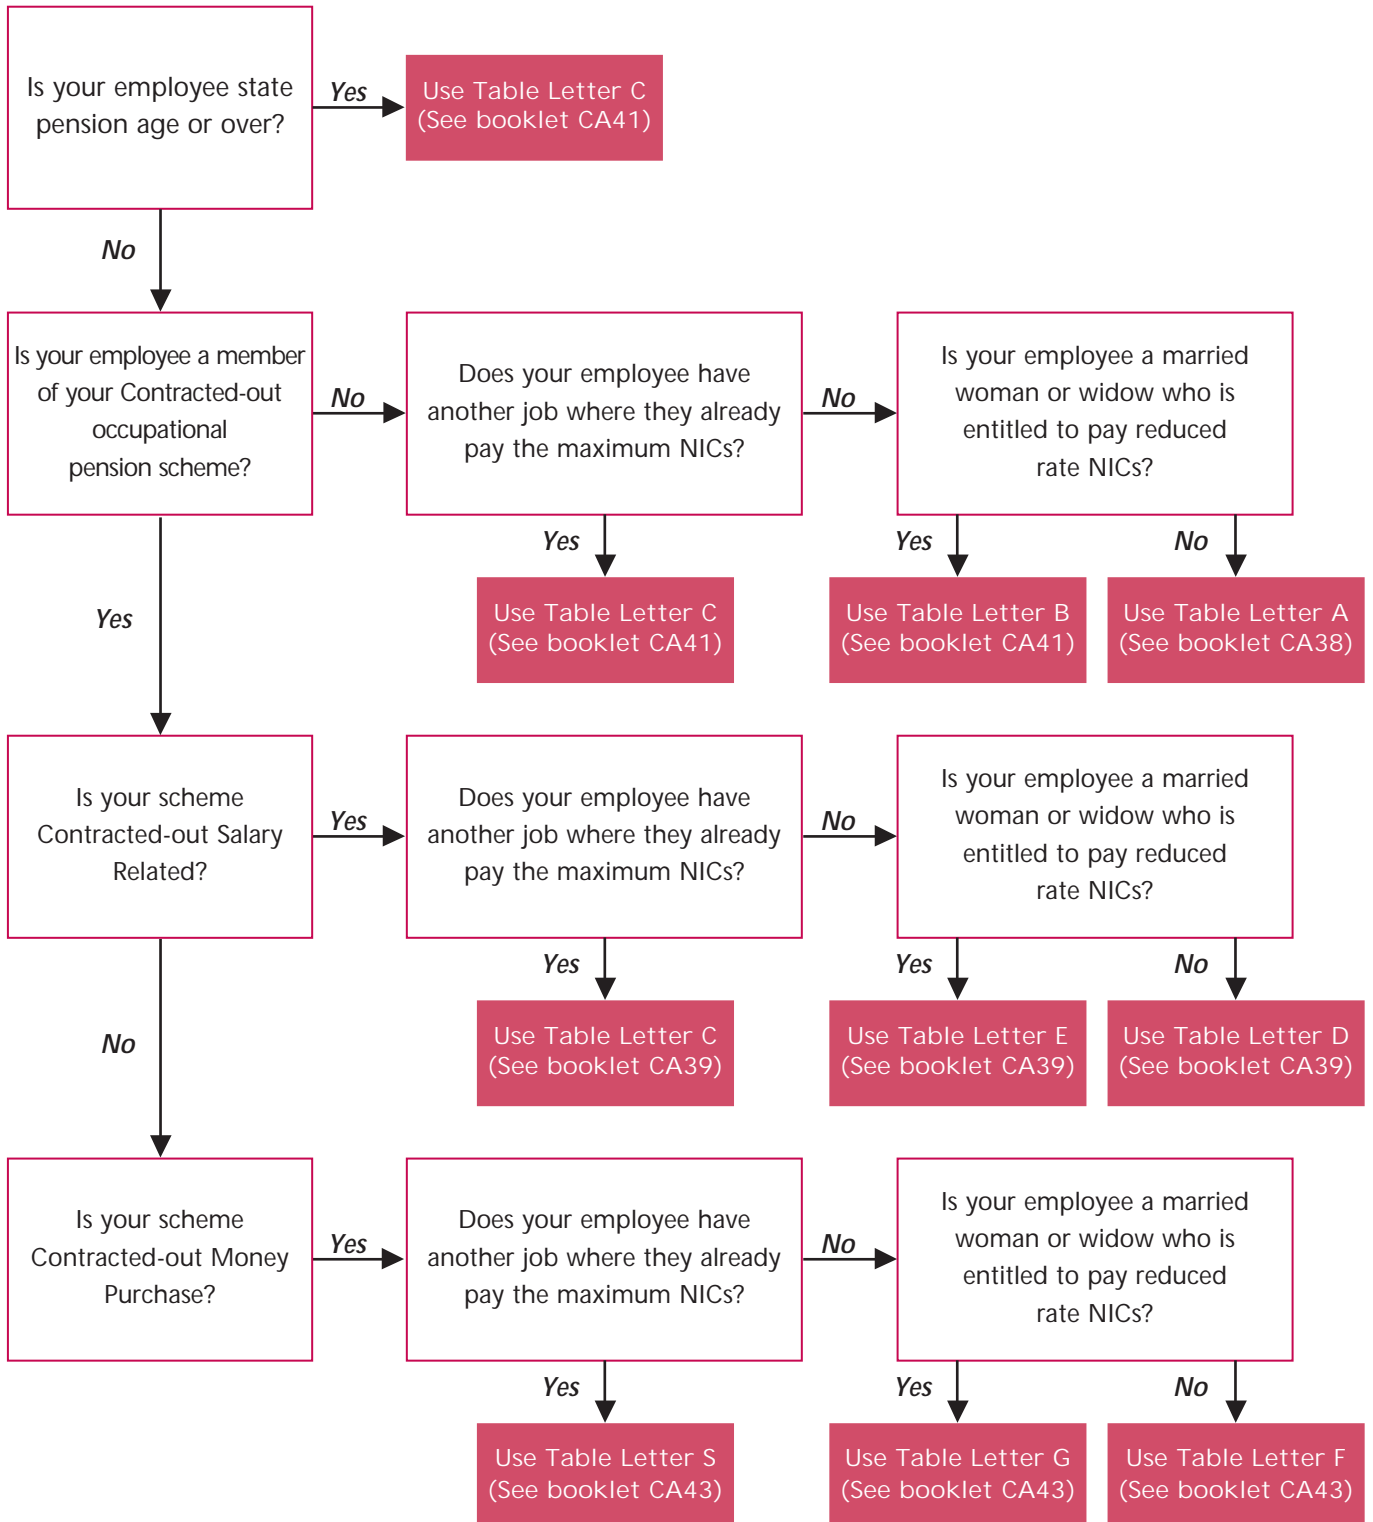 Is your employee state
pension age or over?
Yes
Use Table Letter C
(See booklet CA41)
No
Is your employee a member
of your Contracted-out
occupational
pension scheme?
No
Does your employee have
another job where they already
pay the maximum NICs?
No
Is your employee a married
woman or widow who is
entitled to pay reduced
rate NICs?
Yes
Yes
No
Use Table Letter C
(See booklet CA41)
Use Table Letter B
(See booklet CA41)
Use Table Letter A
(See booklet CA38)
Yes
Is your scheme
Contracted-out Salary
Related?
Yes
Does your employee have
another job where they already
pay the maximum NICs?
No
Is your employee a married
woman or widow who is
entitled to pay reduced
rate NICs?
Yes
Yes
No
Use Table Letter C
(See booklet CA39)
Use Table Letter E
(See booklet CA39)
Use Table Letter D
(See booklet CA39)
No
Is your scheme
Contracted-out Money
Purchase?
Yes
Does your employee have
another job where they already
pay the maximum NICs?
No
Is your employee a married
woman or widow who is
entitled to pay reduced
rate NICs?
Yes
Yes
No
Use Table Letter S
(See booklet CA43)
Use Table Letter G
(See booklet CA43)
Use Table Letter F
(See booklet CA43)